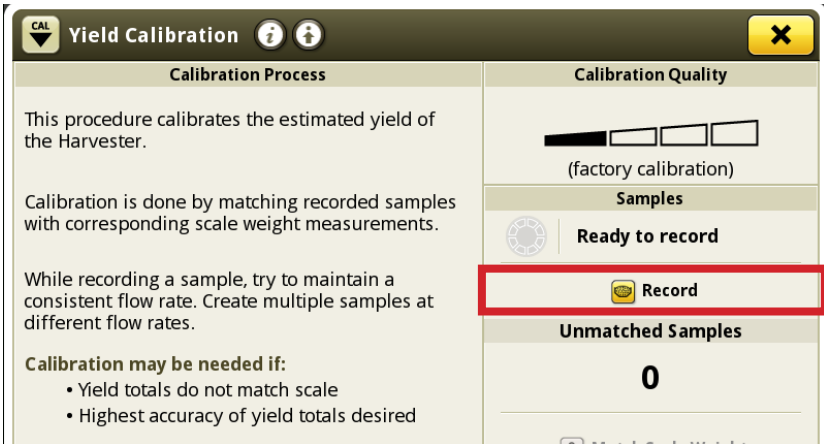 CAL
Yield Calibration
Calibration Process
This procedure calibrates the estimated yield of
the Harvester.
Calibration is done by matching recorded samples
with corresponding scale weight measurements.
While recording a sample, try to maintain a
consistent flow rate. Create multiple samples at
different flow rates.
Calibration may be needed if:
• Yield totals do not match scale
• Highest accuracy of yield totals desired
Calibration Quality
(factory calibration)
Samples
Ready to record
Record
Unmatched Samples
0